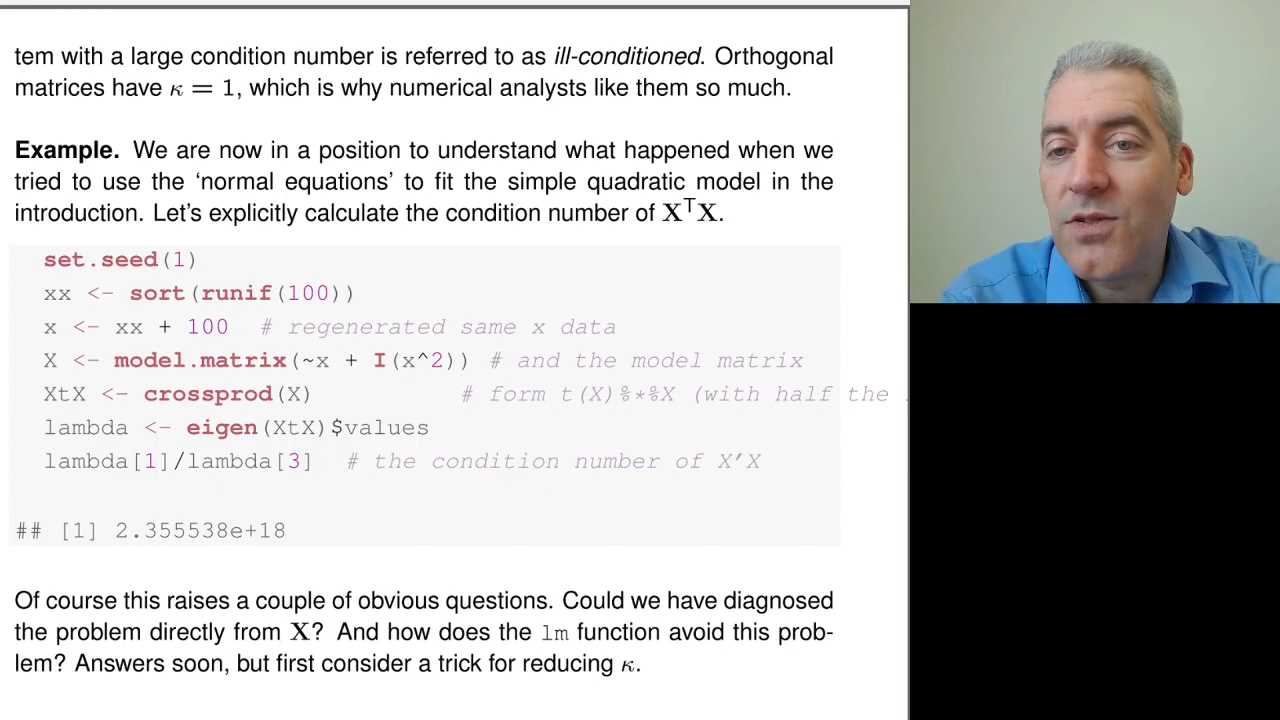 tem with a large condition number is referred to as ill-conditioned. Orthogonal
matrices have κ = 1, which is why numerical analysts like them so much.
Example. We are now in a position to understand what happened when we
tried to use the ‘normal equations’ to fit the simple quadratic model in the
introduction. Let’s explicitly calculate the condition number of XᵀX.
set.seed(1)
xx <- sort(runif(100))
x <- xx + 100 # regenerated same x data
X <- model.matrix(~x + I(x^2)) # and the model matrix
XtX <- crossprod(X) # form t(X)%*%X (with half the
lambda <- eigen(XtX)$values
lambda[1]/lambda[3] # the condition number of X'X
## [1] 2.355538e+18
Of course this raises a couple of obvious questions. Could we have diagnosed
the problem directly from X? And how does the lm function avoid this prob-
lem? Answers soon, but first consider a trick for reducing κ.